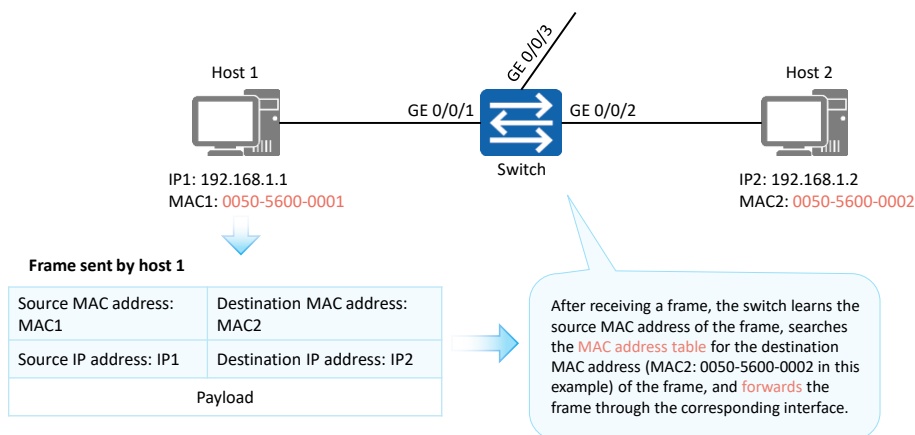 GE 0/0/3
Host 1
Host 2
GE 0/0/1
GE 0/0/2
Switch
IP1: 192.168.1.1
MAC1: 0050-5600-0001
IP2: 192.168.1.2
MAC2: 0050-5600-0002
Frame sent by host 1
Source MAC address:
MAC1
Destination MAC address:
MAC2
Source IP address: IP1
Destination IP address: IP2
Payload
After receiving a frame, the switch learns the
source MAC address of the frame, searches
the MAC address table for the destination
MAC address (MAC2: 0050-5600-0002 in this
example) of the frame, and forwards the
frame through the corresponding interface.